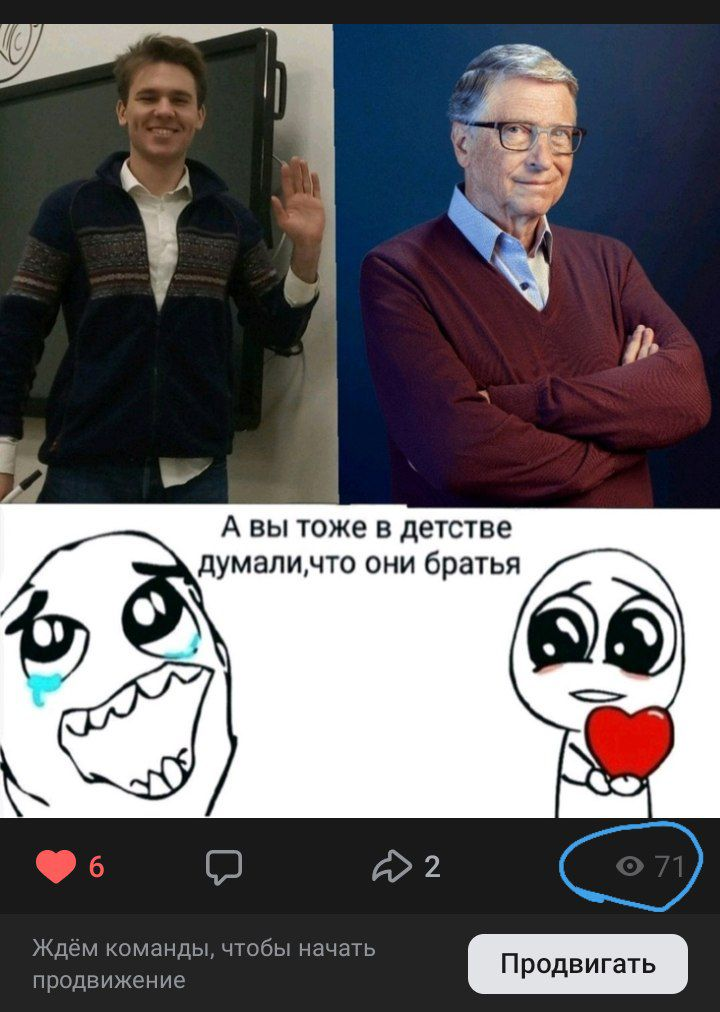 А вы тоже в детстве
думали,что они братья
6
2
71
Ждём команды, чтобы начать
продвижение
Продвигать